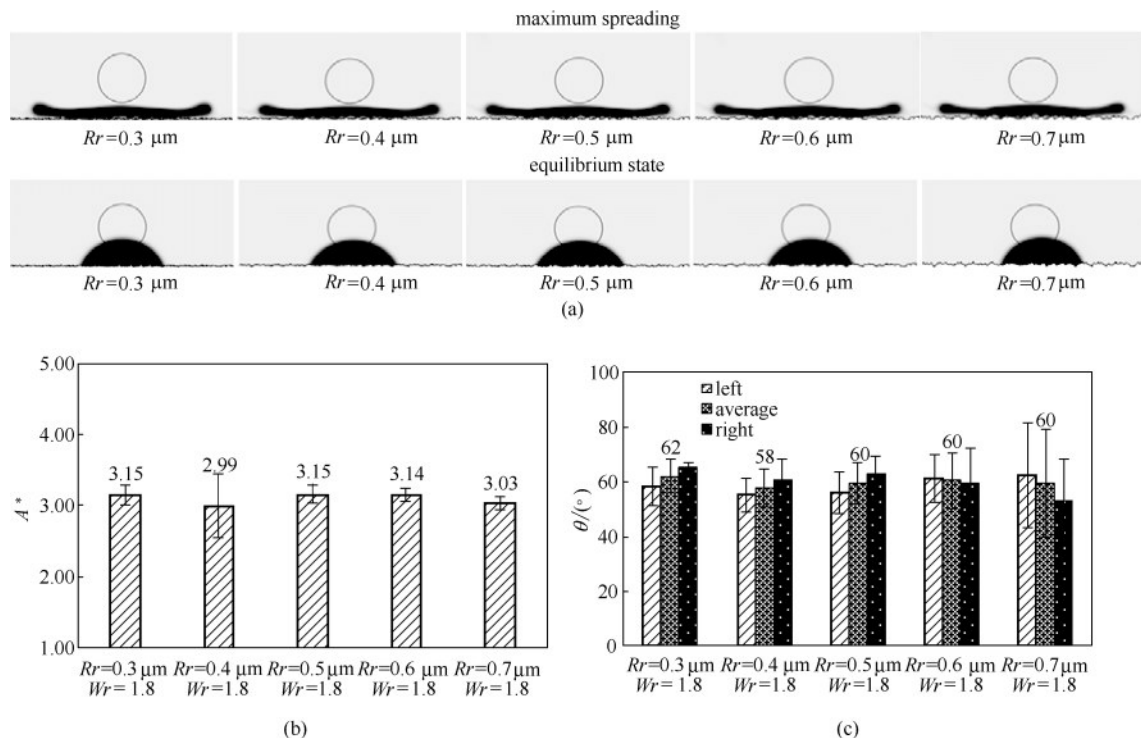 maximum spreading
Rr=0.3 μm Rr=0.4 μm Rr=0.5 μm Rr=0.6 μm Rr=0.7 μm
equilibrium state
Rr=0.3 μm Rr=0.4 μm Rr=0.5 μm Rr=0.6 μm Rr=0.7 μm
(a)
5.00
4.00
3.00
2.00
1.00
A*
3.15 2.99 3.15 3.14 3.03
Rr=0.3 μm Rr=0.4 μm Rr=0.5 μm Rr=0.6 μm Rr=0.7 μm
Wr=1.8 Wr=1.8 Wr=1.8 Wr=1.8 Wr=1.8
(b)
100
80
60
40
20
0
θ/(°)
left
average
right
62 58 60 60 60
Rr=0.3 μm Rr=0.4 μm Rr=0.5 μm Rr=0.6 μm Rr=0.7 μm
Wr=1.8 Wr=1.8 Wr=1.8 Wr=1.8 Wr=1.8
(c)